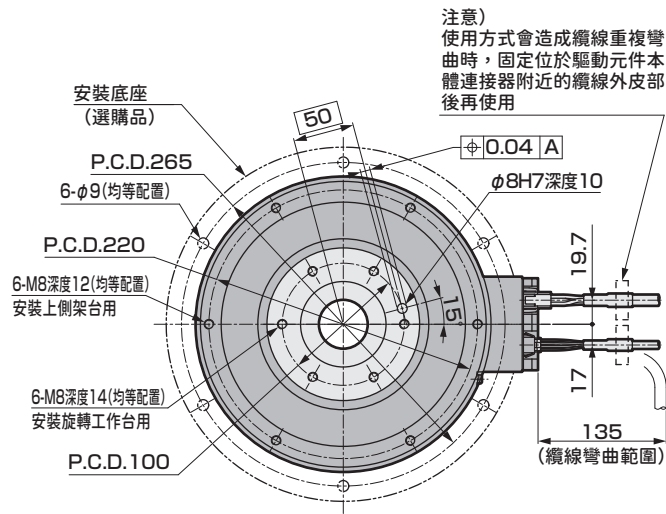 注意)
使用方式會造成纜線重複彎
曲時，固定位於驅動元件本
體連接器附近的纜線外皮部
後再使用
安裝底座
(選購品)
50
⌖ 0.04 A
P.C.D.265
6-φ9(均等配置)
φ8H7深度10
P.C.D.220
19.7
6-M8深度12(均等配置)
安裝上側架台用
15°
6-M8深度14(均等配置)
安裝旋轉工作台用
17
P.C.D.100
135
(纜線彎曲範圍)